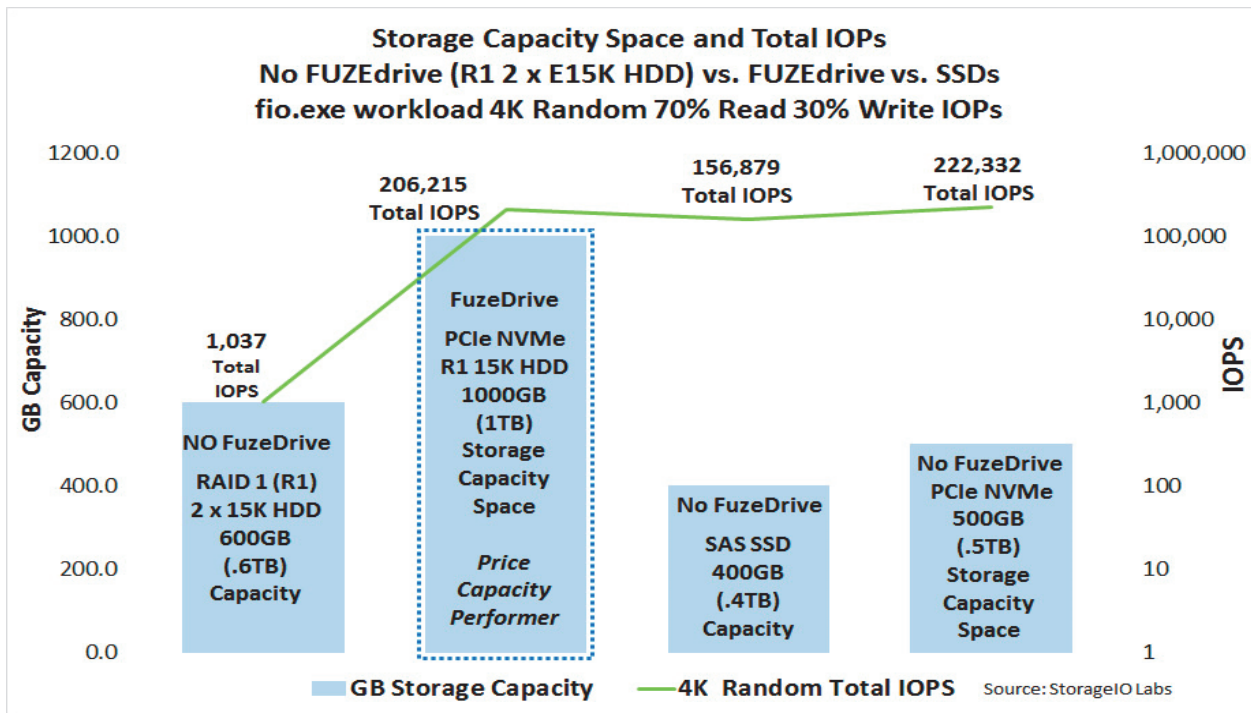 Storage Capacity Space and Total IOPs
No FUZEdrive (R1 2 x E15K HDD) vs. FUZEdrive vs. SSDs
fio.exe workload 4K Random 70% Read 30% Write IOPs
GB Capacity
1200.0
1000.0
800.0
600.0
400.0
200.0
0.0
1,037
Total
IOPS
NO FuzeDrive
RAID 1 (R1)
2 x 15K HDD
600GB
(.6TB)
Capacity
206,215
Total IOPS
FuzeDrive
PCIe NVMe
R1 15K HDD
1000GB
(1TB)
Storage
Capacity
Space
Price
Capacity
Performer
156,879
Total IOPS
No FuzeDrive
SAS SSD
400GB
(.4TB)
Capacity
222,332
Total IOPS
No FuzeDrive
PCIe NVMe
500GB
(.5TB)
Storage
Capacity
Space
1,000,000
100,000
10,000
1,000
100
10
1
IOPS
GB Storage Capacity
4K Random Total IOPS
Source: StorageIO Labs